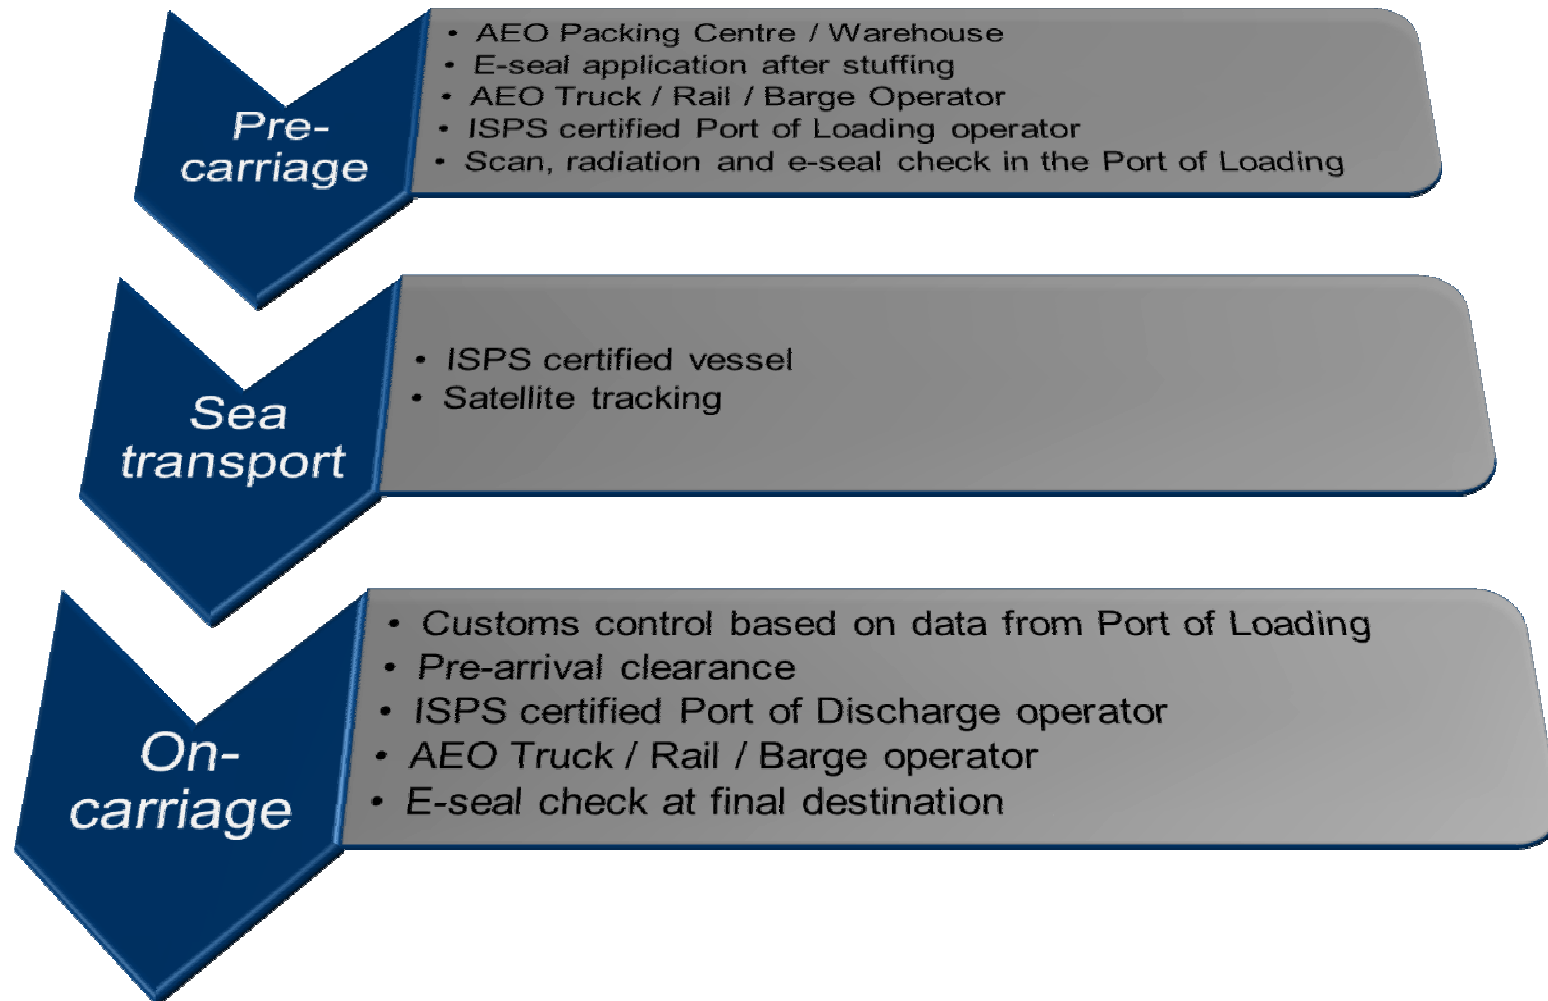 Pre-
carriage
• AEO Packing Centre / Warehouse
• E-seal application after stuffing
• AEO Truck / Rail / Barge Operator
• ISPS certified Port of Loading operator
• Scan, radiation and e-seal check in the Port of Loading
Sea
transport
• ISPS certified vessel
• Satellite tracking
On-
carriage
• Customs control based on data from Port of Loading
• Pre-arrival clearance
• ISPS certified Port of Discharge operator
• AEO Truck / Rail / Barge operator
• E-seal check at final destination